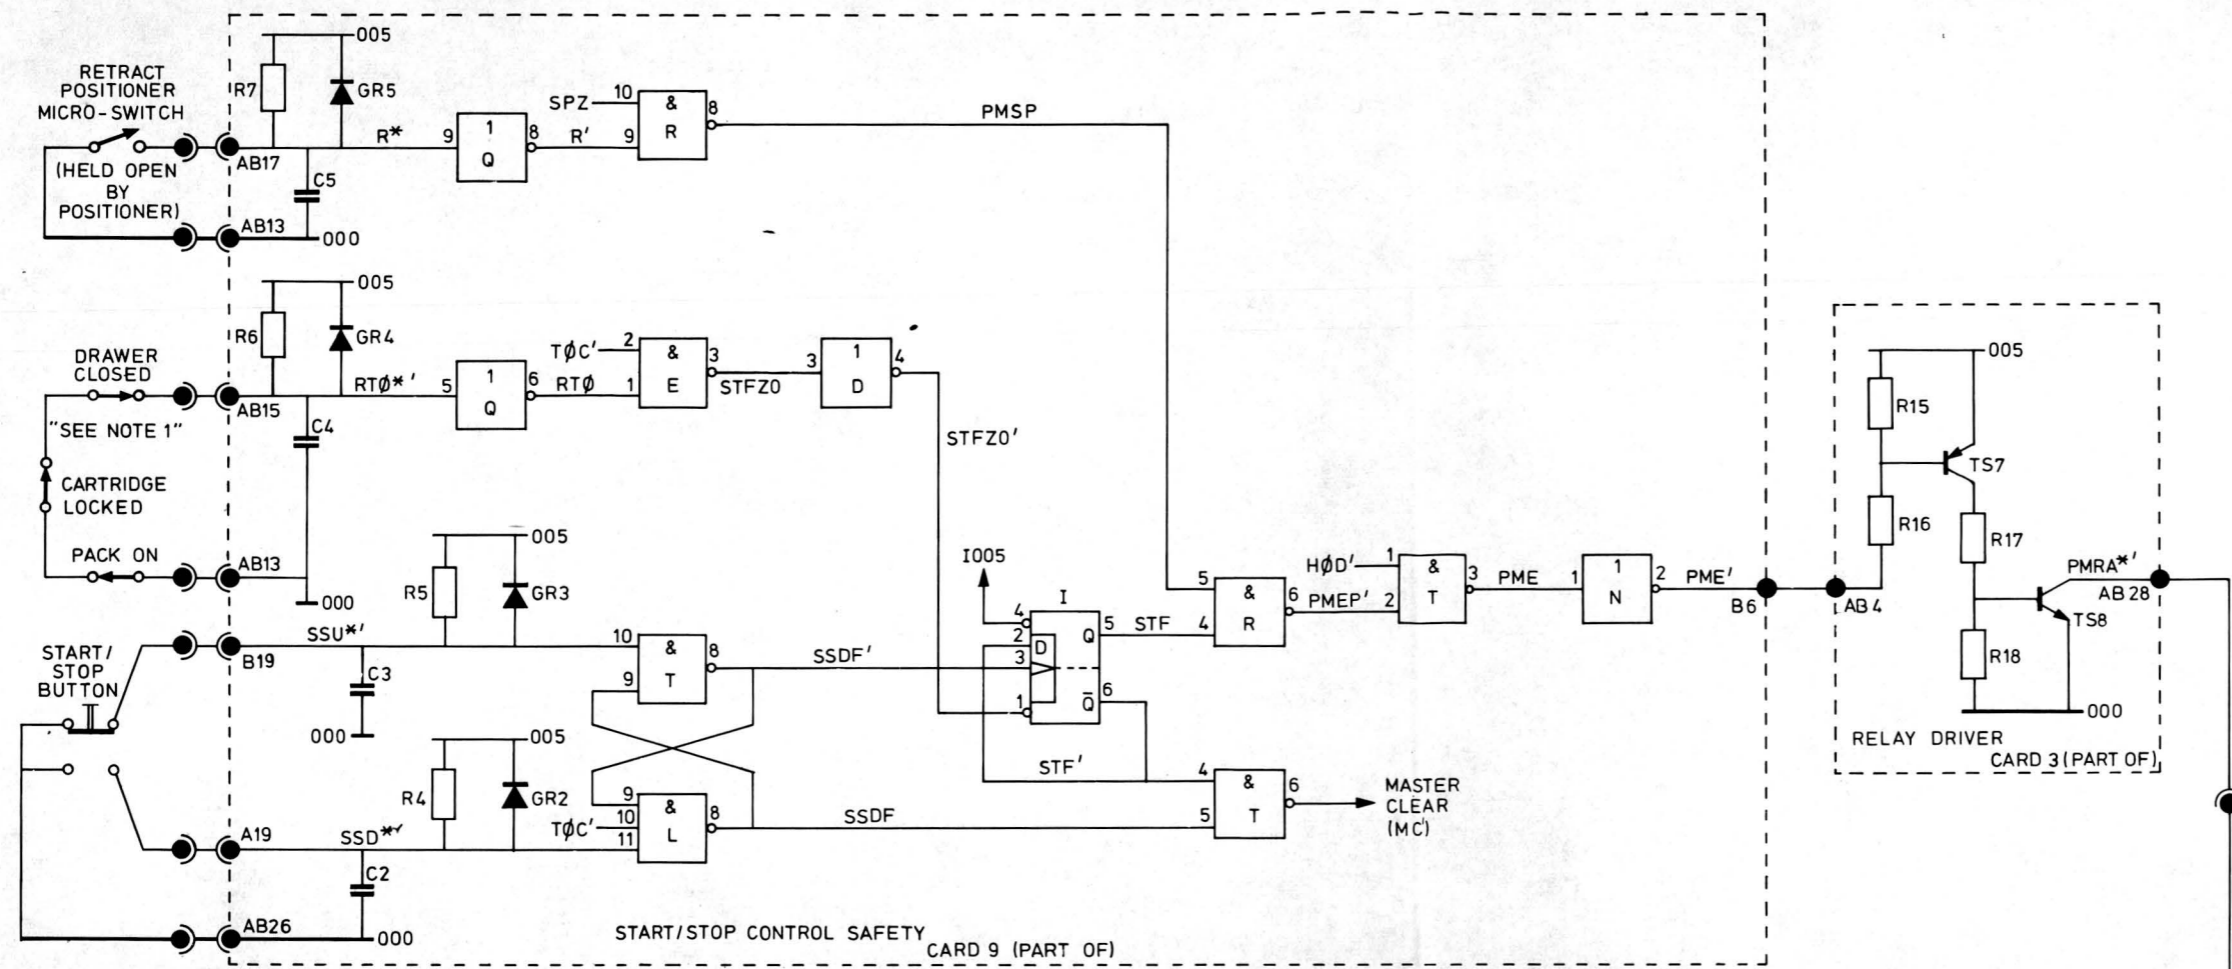 RETRACT
POSITIONER
MICRO-SWITCH
(HELD OPEN
BY
POSITIONER)
AB17
AB13
R7
005
GR5
C5
000
R*
9
1
Q
8
R'
SPZ
10
9
&
R
8
PMSP
DRAWER
CLOSED
"SEE NOTE 1"
CARTRIDGE
LOCKED
PACK ON
AB15
AB13
R6
005
GR4
C4
000
RTØ*'
5
1
Q
6
RTØ
TØC'
2
1
&
E
3
STFZO
3
1
D
4
STFZO'
START/
STOP
BUTTON
B19
A19
AB26
SSU*'
C3
000
R5
005
GR3
10
9
&
T
8
SSDF'
SSD*'
C2
000
R4
005
GR2
TØC'
9
10
11
&
L
8
SSDF
I005
I
4
2
D
3
1
Q
5
Q̅
6
STF
STF'
4
5
&
T
6
MASTER
CLEAR
(MC)
5
4
&
R
6
PMEP'
HØD'
1
2
&
T
3
PME
1
1
N
2
PME'
B6
START/STOP CONTROL SAFETY
CARD 9 (PART OF)
AB4
R15
R16
005
TS7
R17
R18
TS8
PMRA*'
AB28
000
RELAY DRIVER
CARD 3 (PART OF)